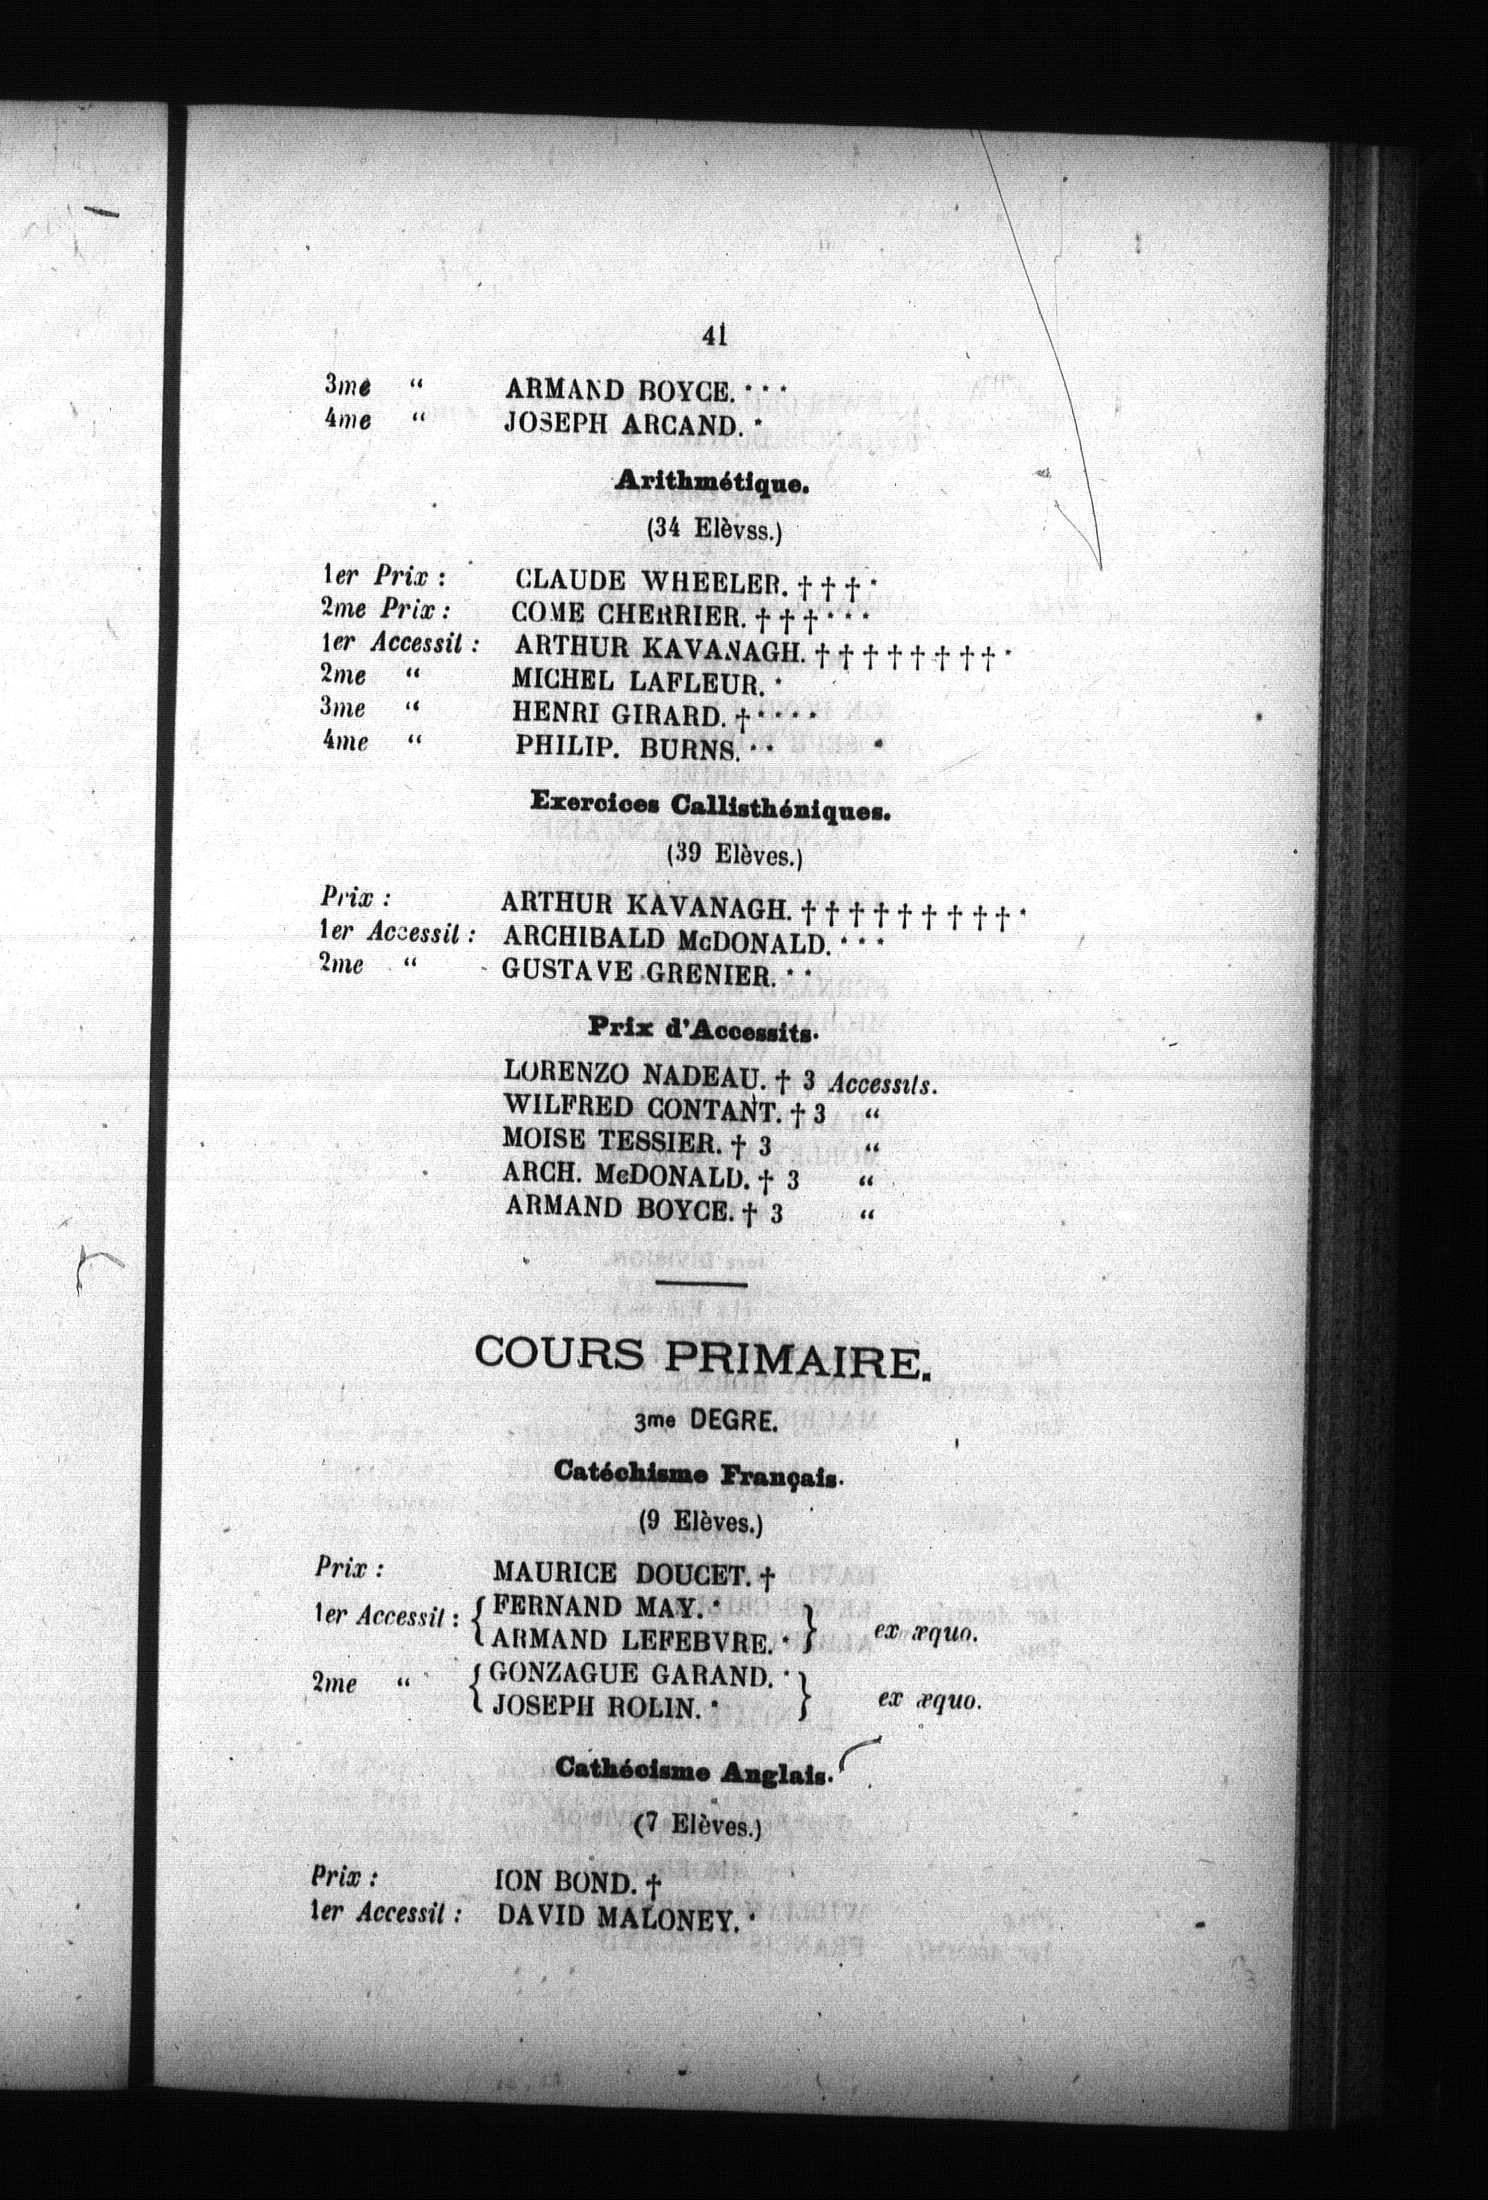 41
3me " ARMAND BOYCE. * * *
4me " JOSEPH ARCAND. *
Arithmétique.
(34 Elèvss.)
1er Prix : CLAUDE WHEELER. † † † *
2me Prix : COME CHERRIER. † † † * * *
1er Accessit : ARTHUR KAVANAGH. † † † † † † † † *
2me " MICHEL LAFLEUR. *
3me " HENRI GIRARD. † * * * *
4me " PHILIP. BURNS. * *
Exercices Callisthéniques.
(39 Elèves.)
Prix : ARTHUR KAVANAGH. † † † † † † † † † *
1er Accessit : ARCHIBALD McDONALD. * * *
2me " GUSTAVE GRENIER. * *
Prix d'Accessits.
LORENZO NADEAU. † 3 Accessits.
WILFRED CONTANT. † 3 "
MOISE TESSIER. † 3 "
ARCH. McDONALD. † 3 "
ARMAND BOYCE. † 3 "
COURS PRIMAIRE.
3me DEGRE.
Catéchisme Français.
(9 Elèves.)
Prix : MAURICE DOUCET. †
1er Accessit : { FERNAND MAY. *
ARMAND LEFEBVRE. * } ex æquo.
2me " { GONZAGUE GARAND. *
JOSEPH ROLIN. * } ex æquo.
Cathécisme Anglais.
(7 Elèves.)
Prix : ION BOND. †
1er Accessit : DAVID MALONEY. *